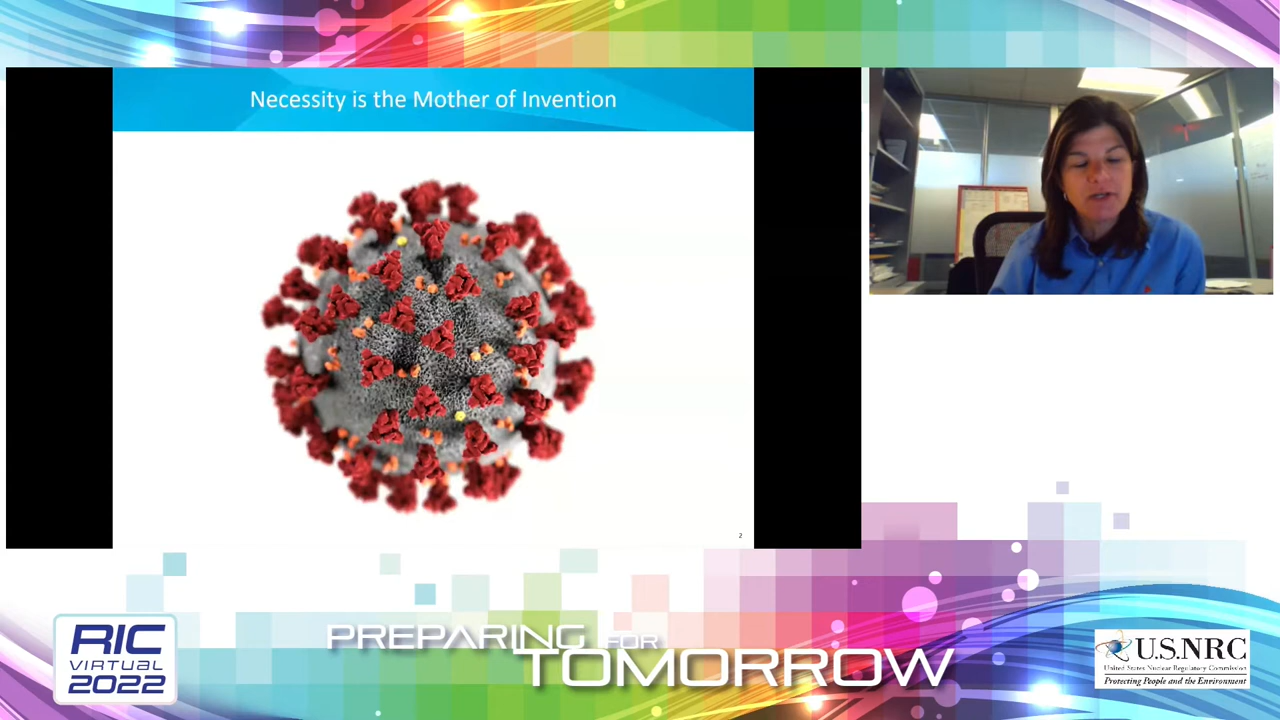 Necessity is the Mother of Invention
2
RIC
VIRTUAL
2022
PREPARING FOR
TOMORROW
U.S.NRC
United States Nuclear Regulatory Commission
Protecting People and the Environment